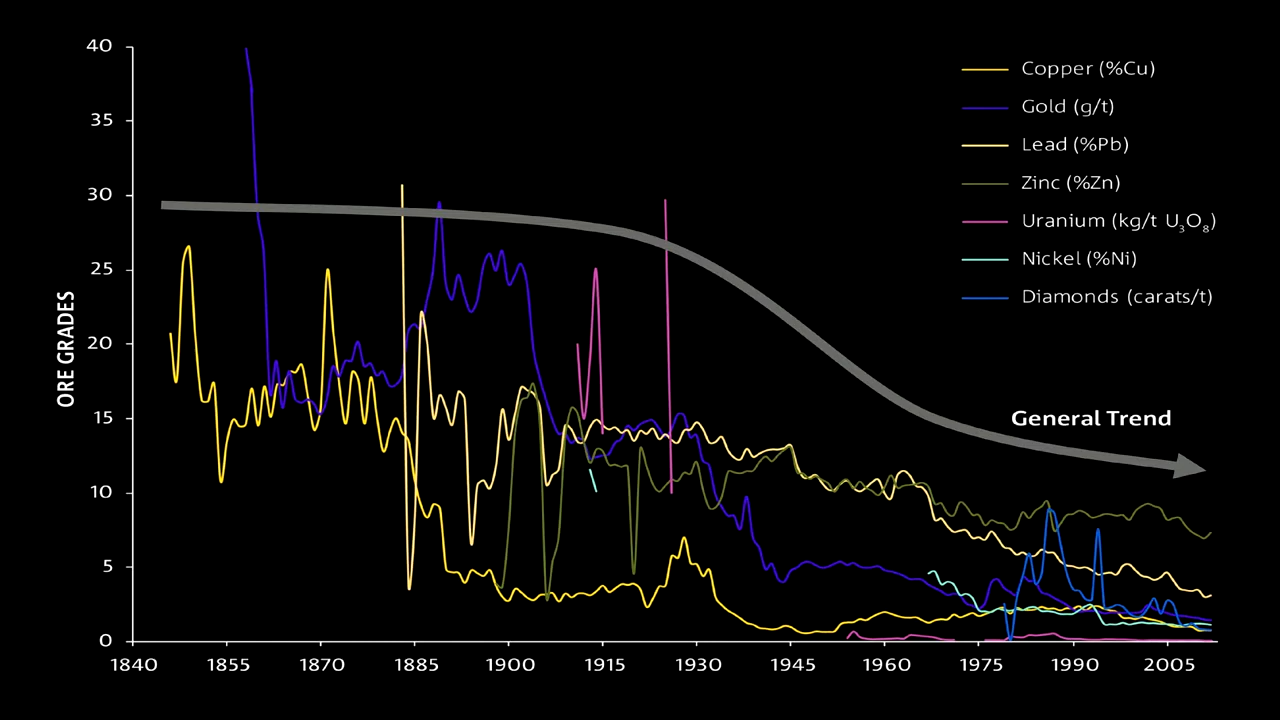 40
35
30
25
20
15
10
5
0
ORE GRADES
1840 1855 1870 1885 1900 1915 1930 1945 1960 1975 1990 2005
Copper (%Cu)
Gold (g/t)
Lead (%Pb)
Zinc (%Zn)
Uranium (kg/t U₃O₈)
Nickel (%Ni)
Diamonds (carats/t)
General Trend